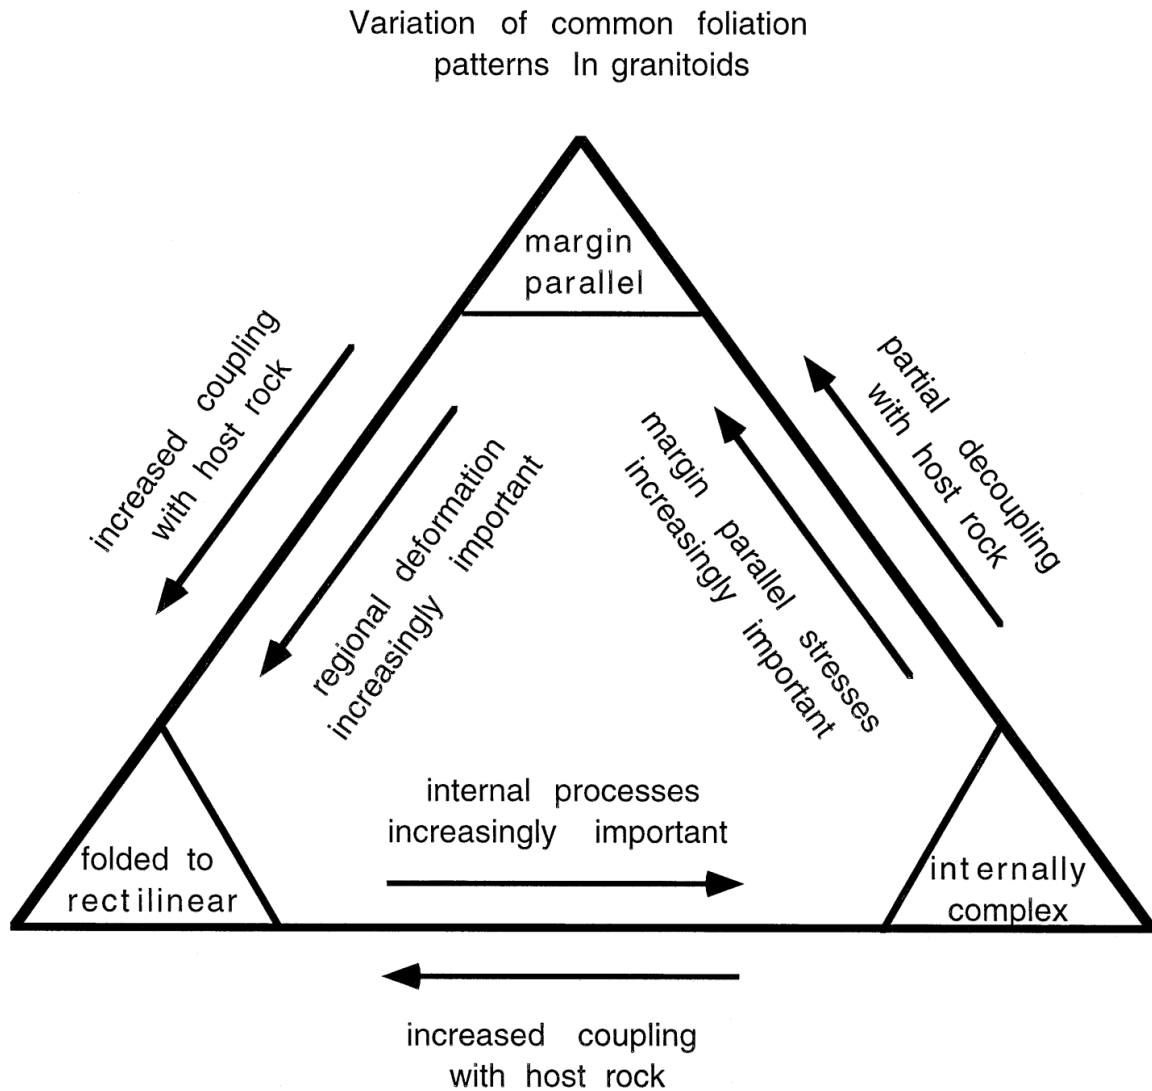 Variation of common foliation
patterns In granitoids
margin
parallel
increased coupling
with host rock
regional deformation
increasingly important
margin parallel stresses
increasingly important
partial decoupling
with host rock
internal processes
increasingly important
folded to
rectilinear
internally
complex
increased coupling
with host rock